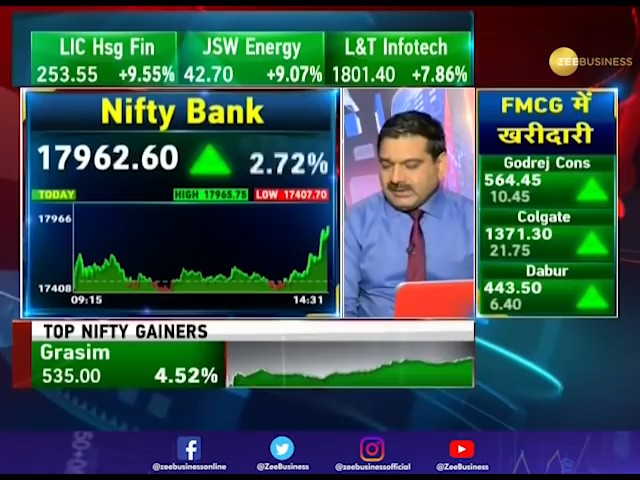 LIC Hsg Fin
253.55 +9.55%
JSW Energy
42.70 +9.07%
L&T Infotech
1801.40 +7.86%
ZEEBUSINESS
Nifty Bank
17962.60 2.72%
TODAY HIGH 17965.75 LOW 17407.70
17966
17408
09:15 14:31
FMCG में
खरीदारी
Godrej Cons
564.45
10.45
Colgate
1371.30
21.75
Dabur
443.50
6.40
TOP NIFTY GAINERS
Grasim
535.00 4.52%
@zeebusinessonline @ZeeBusiness @zeebusinessofficial @ZeeBusiness